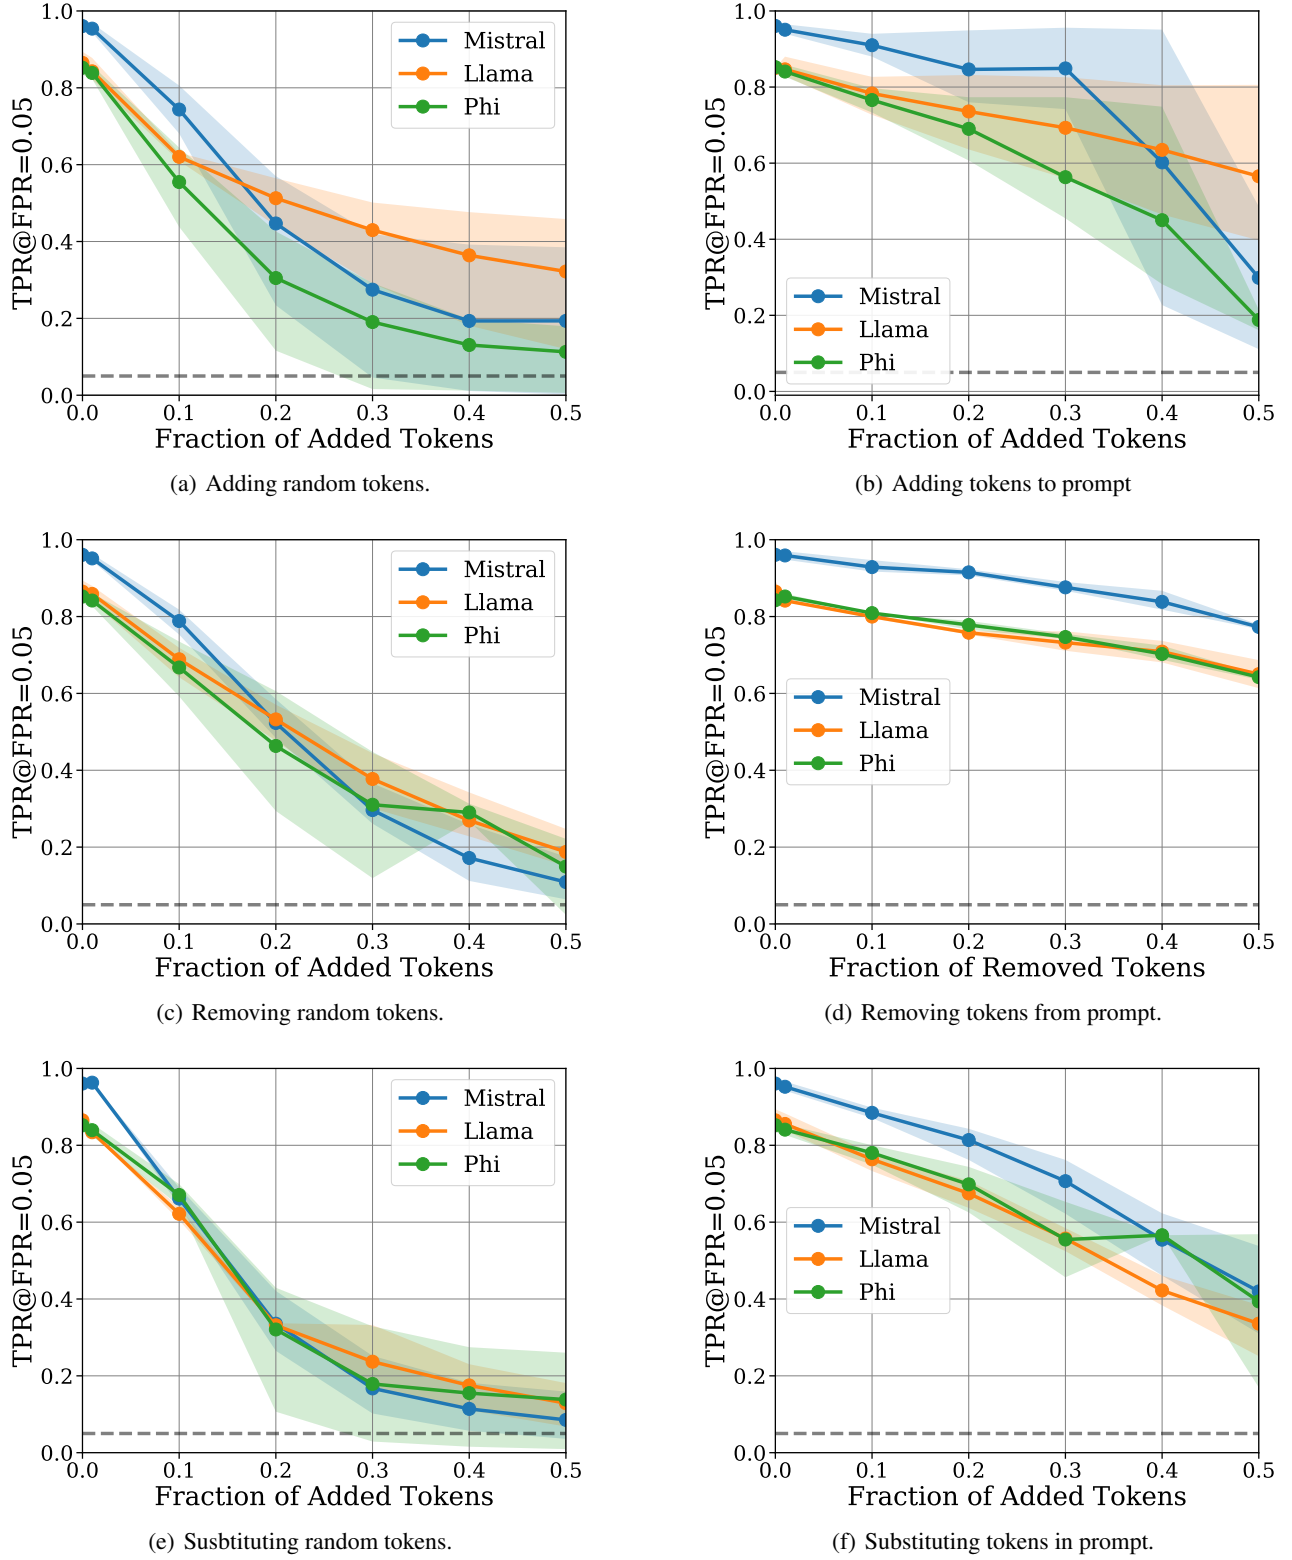 1.0
0.8
0.6
0.4
0.2
0.0
TPR@FPR=0.05
Mistral
Llama
Phi
0.0 0.1 0.2 0.3 0.4 0.5
Fraction of Added Tokens
(a) Adding random tokens.
0.8
0.6
0.4
0.2
0.0
TPR@FPR=0.05
Mistral
Llama
Phi
0.0 0.1 0.2 0.3 0.4 0.5
Fraction of Added Tokens
(b) Adding tokens to prompt
1.0
0.8
0.6
0.4
0.2
0.0
TPR@FPR=0.05
Mistral
Llama
Phi
0.0 0.1 0.2 0.3 0.4 0.5
Fraction of Added Tokens
(c) Removing random tokens.
1.0
0.8
0.6
0.4
0.2
0.0
TPR@FPR=0.05
Mistral
Llama
Phi
0.0 0.1 0.2 0.3 0.4 0.5
Fraction of Removed Tokens
(d) Removing tokens from prompt.
1.0
0.8
0.6
0.4
0.2
0.0
TPR@FPR=0.05
Mistral
Llama
Phi
0.0 0.1 0.2 0.3 0.4 0.5
Fraction of Added Tokens
(e) Susbtituting random tokens.
1.0
0.8
0.6
0.4
0.2
0.0
TPR@FPR=0.05
Mistral
Llama
Phi
0.0 0.1 0.2 0.3 0.4 0.5
Fraction of Added Tokens
(f) Substituting tokens in prompt.